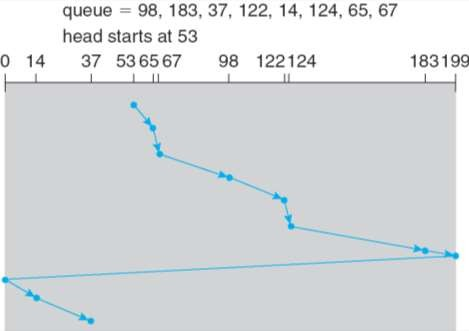 queue = 98, 183, 37, 122, 14, 124, 65, 67
head starts at 53
0 14 37 53 65 67 98 122 124 183 199